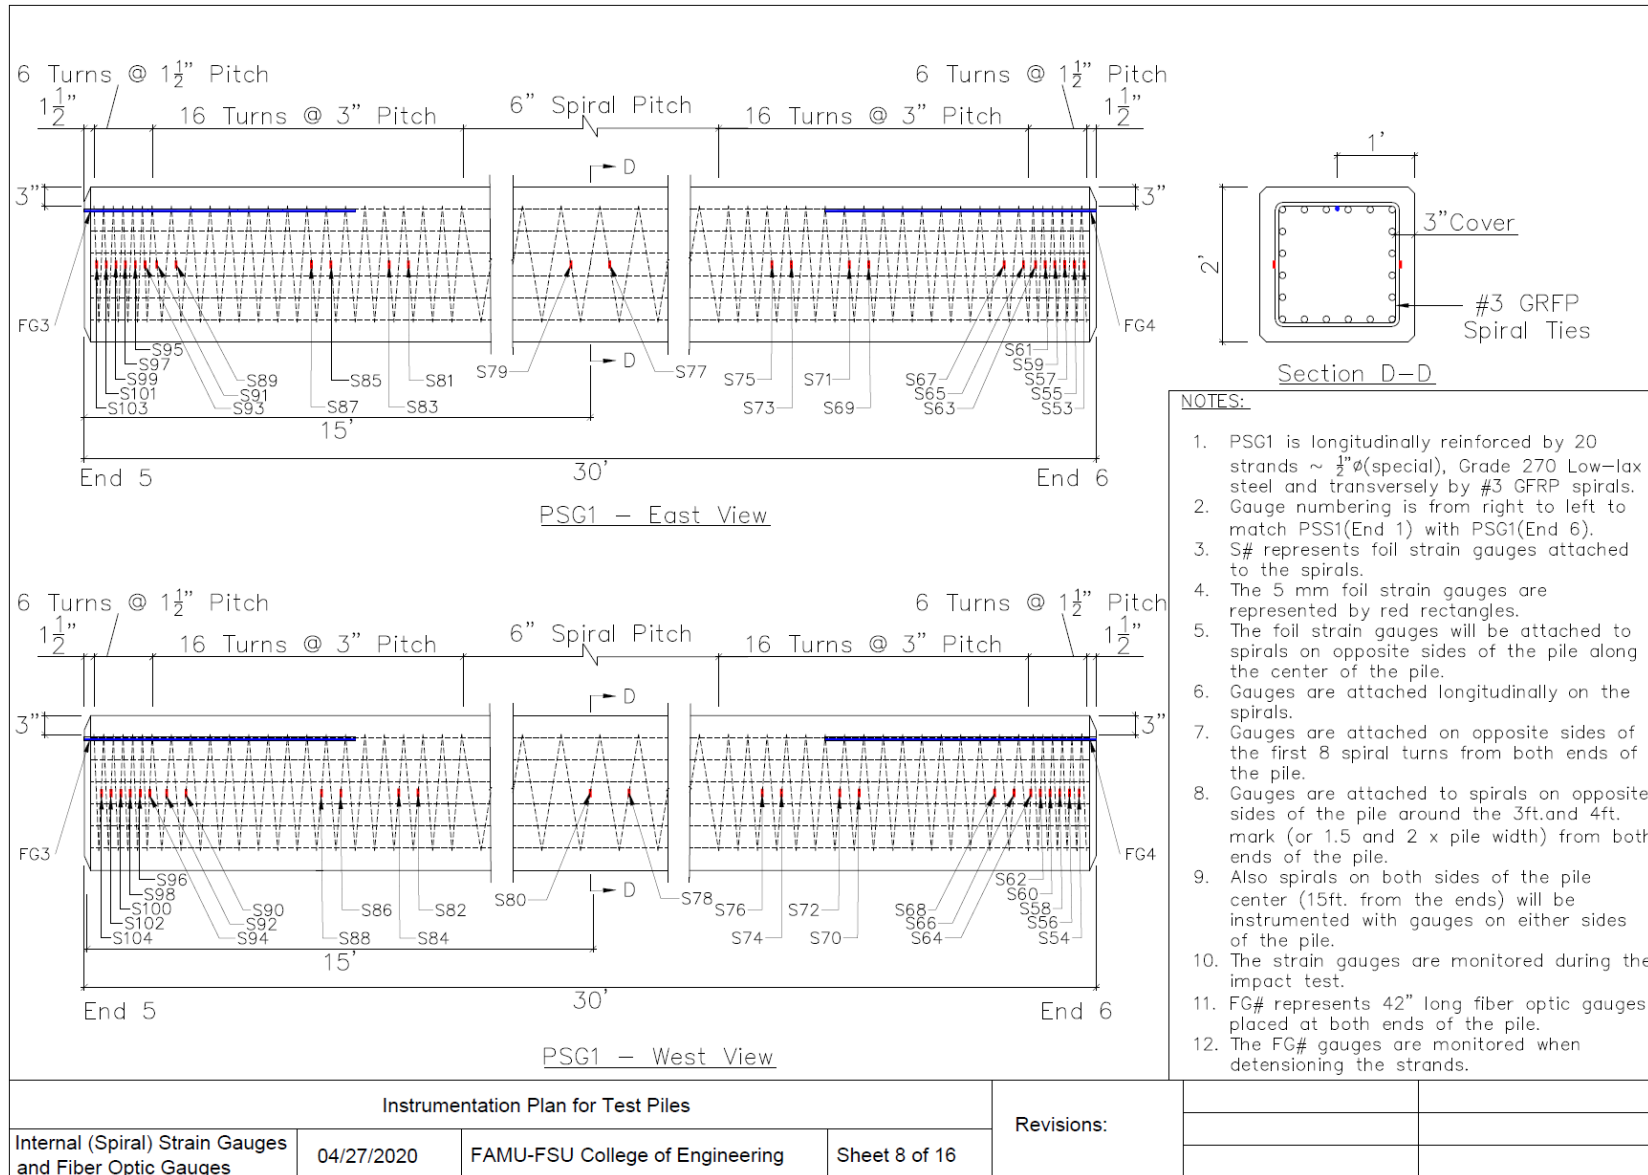 6 Turns @ 1 1/2" Pitch
6 Turns @ 1 1/2" Pitch
1 1/2"
16 Turns @ 3" Pitch
6" Spiral Pitch
16 Turns @ 3" Pitch
1 1/2"
D
3"
3"
FG3
FG4
S95
S97
S99
S101
S103
S89
S91
S93
S85
S87
S81
S83
S79
D
S77
S75
S73
S71
S69
S67
S65
S63
S61
S59
S57
S55
S53
15'
30'
End 5
End 6
PSG1 – East View
1'
2'
3"Cover
#3 GRFP
Spiral Ties
Section D–D
6 Turns @ 1 1/2" Pitch
6 Turns @ 1 1/2" Pitch
1 1/2"
16 Turns @ 3" Pitch
6" Spiral Pitch
16 Turns @ 3" Pitch
1 1/2"
D
3"
3"
FG3
FG4
S96
S98
S100
S102
S104
S90
S92
S94
S86
S88
S82
S84
S80
D
S78
S76
S74
S72
S70
S68
S66
S64
S62
S60
S58
S56
S54
15'
30'
End 5
End 6
PSG1 – West View
NOTES:
1. PSG1 is longitudinally reinforced by 20
strands ~ 1/2"ø(special), Grade 270 Low–lax
steel and transversely by #3 GFRP spirals.
2. Gauge numbering is from right to left to
match PSS1(End 1) with PSG1(End 6).
3. S# represents foil strain gauges attached
to the spirals.
4. The 5 mm foil strain gauges are
represented by red rectangles.
5. The foil strain gauges will be attached to
spirals on opposite sides of the pile along
the center of the pile.
6. Gauges are attached longitudinally on the
spirals.
7. Gauges are attached on opposite sides of
the first 8 spiral turns from both ends of
the pile.
8. Gauges are attached to spirals on opposite
sides of the pile around the 3ft.and 4ft.
mark (or 1.5 and 2 x pile width) from both
ends of the pile.
9. Also spirals on both sides of the pile
center (15ft. from the ends) will be
instrumented with gauges on either sides
of the pile.
10. The strain gauges are monitored during the
impact test.
11. FG# represents 42" long fiber optic gauges
placed at both ends of the pile.
12. The FG# gauges are monitored when
detensioning the strands.
Instrumentation Plan for Test Piles
Revisions:
Internal (Spiral) Strain Gauges
and Fiber Optic Gauges
04/27/2020
FAMU-FSU College of Engineering
Sheet 8 of 16